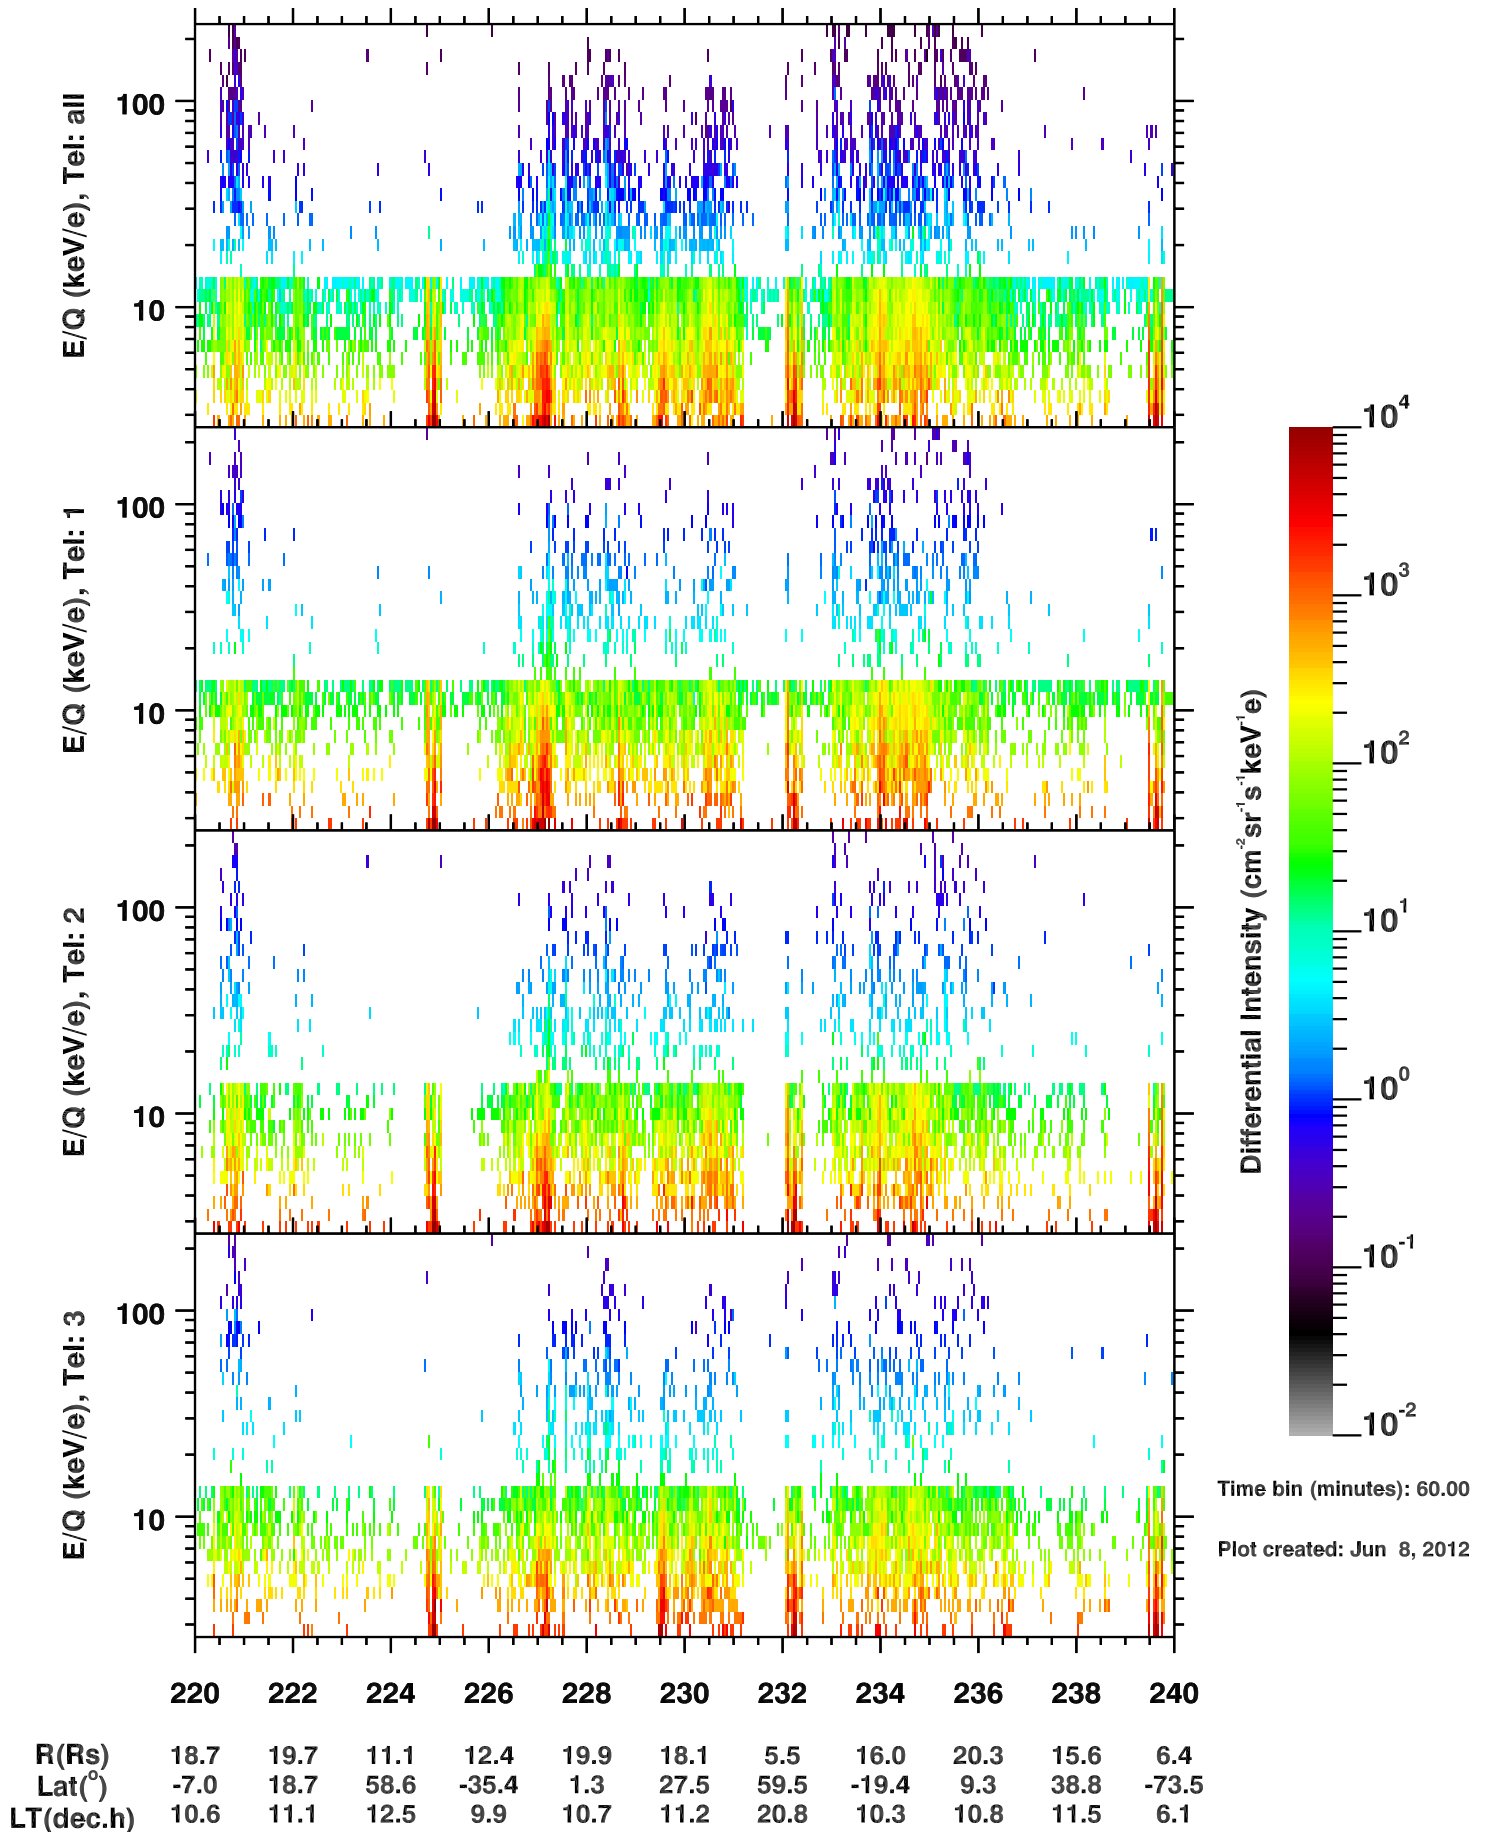 E/Q (keV/e), Tel: all
100
10
E/Q (keV/e), Tel: 1
100
10
E/Q (keV/e), Tel: 2
100
10
E/Q (keV/e), Tel: 3
100
10
10^4
10^3
10^2
10^1
10^0
10^-1
10^-2
Differential Intensity (cm^-2 sr^-1 s^-1 keV^-1 e)
Time bin (minutes): 60.00
Plot created: Jun 8, 2012
220 222 224 226 228 230 232 234 236 238 240
R(Rs) 18.7 19.7 11.1 12.4 19.9 18.1 5.5 16.0 20.3 15.6 6.4
Lat(°) -7.0 18.7 58.6 -35.4 1.3 27.5 59.5 -19.4 9.3 38.8 -73.5
LT(dec.h) 10.6 11.1 12.5 9.9 10.7 11.2 20.8 10.3 10.8 11.5 6.1